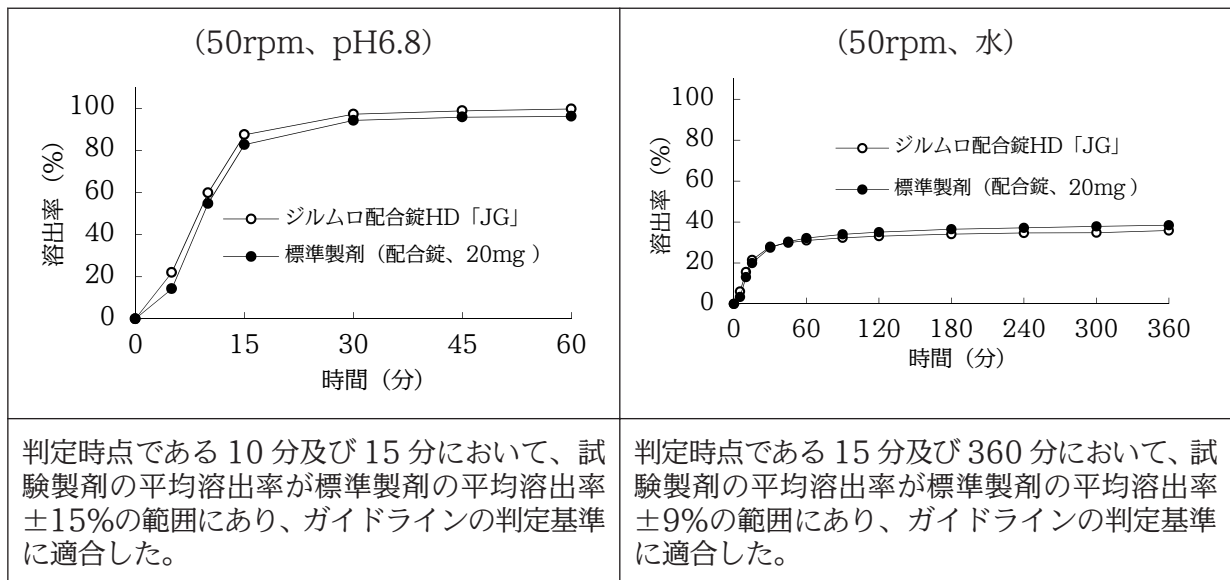 (50rpm、pH6.8)
100
80
60
40
20
0
溶出率 (%)
ジルムロ配合錠HD「JG」
標準製剤 (配合錠、20mg )
0 15 30 45 60
時間 (分)
判定時点である 10 分及び 15 分において、試
験製剤の平均溶出率が標準製剤の平均溶出率
±15%の範囲にあり、ガイドラインの判定基準
に適合した。
(50rpm、水)
100
80
60
40
20
0
溶出率 (%)
ジルムロ配合錠HD「JG」
標準製剤 (配合錠、20mg )
0 60 120 180 240 300 360
時間 (分)
判定時点である 15 分及び 360 分において、試
験製剤の平均溶出率が標準製剤の平均溶出率
±9%の範囲にあり、ガイドラインの判定基準
に適合した。